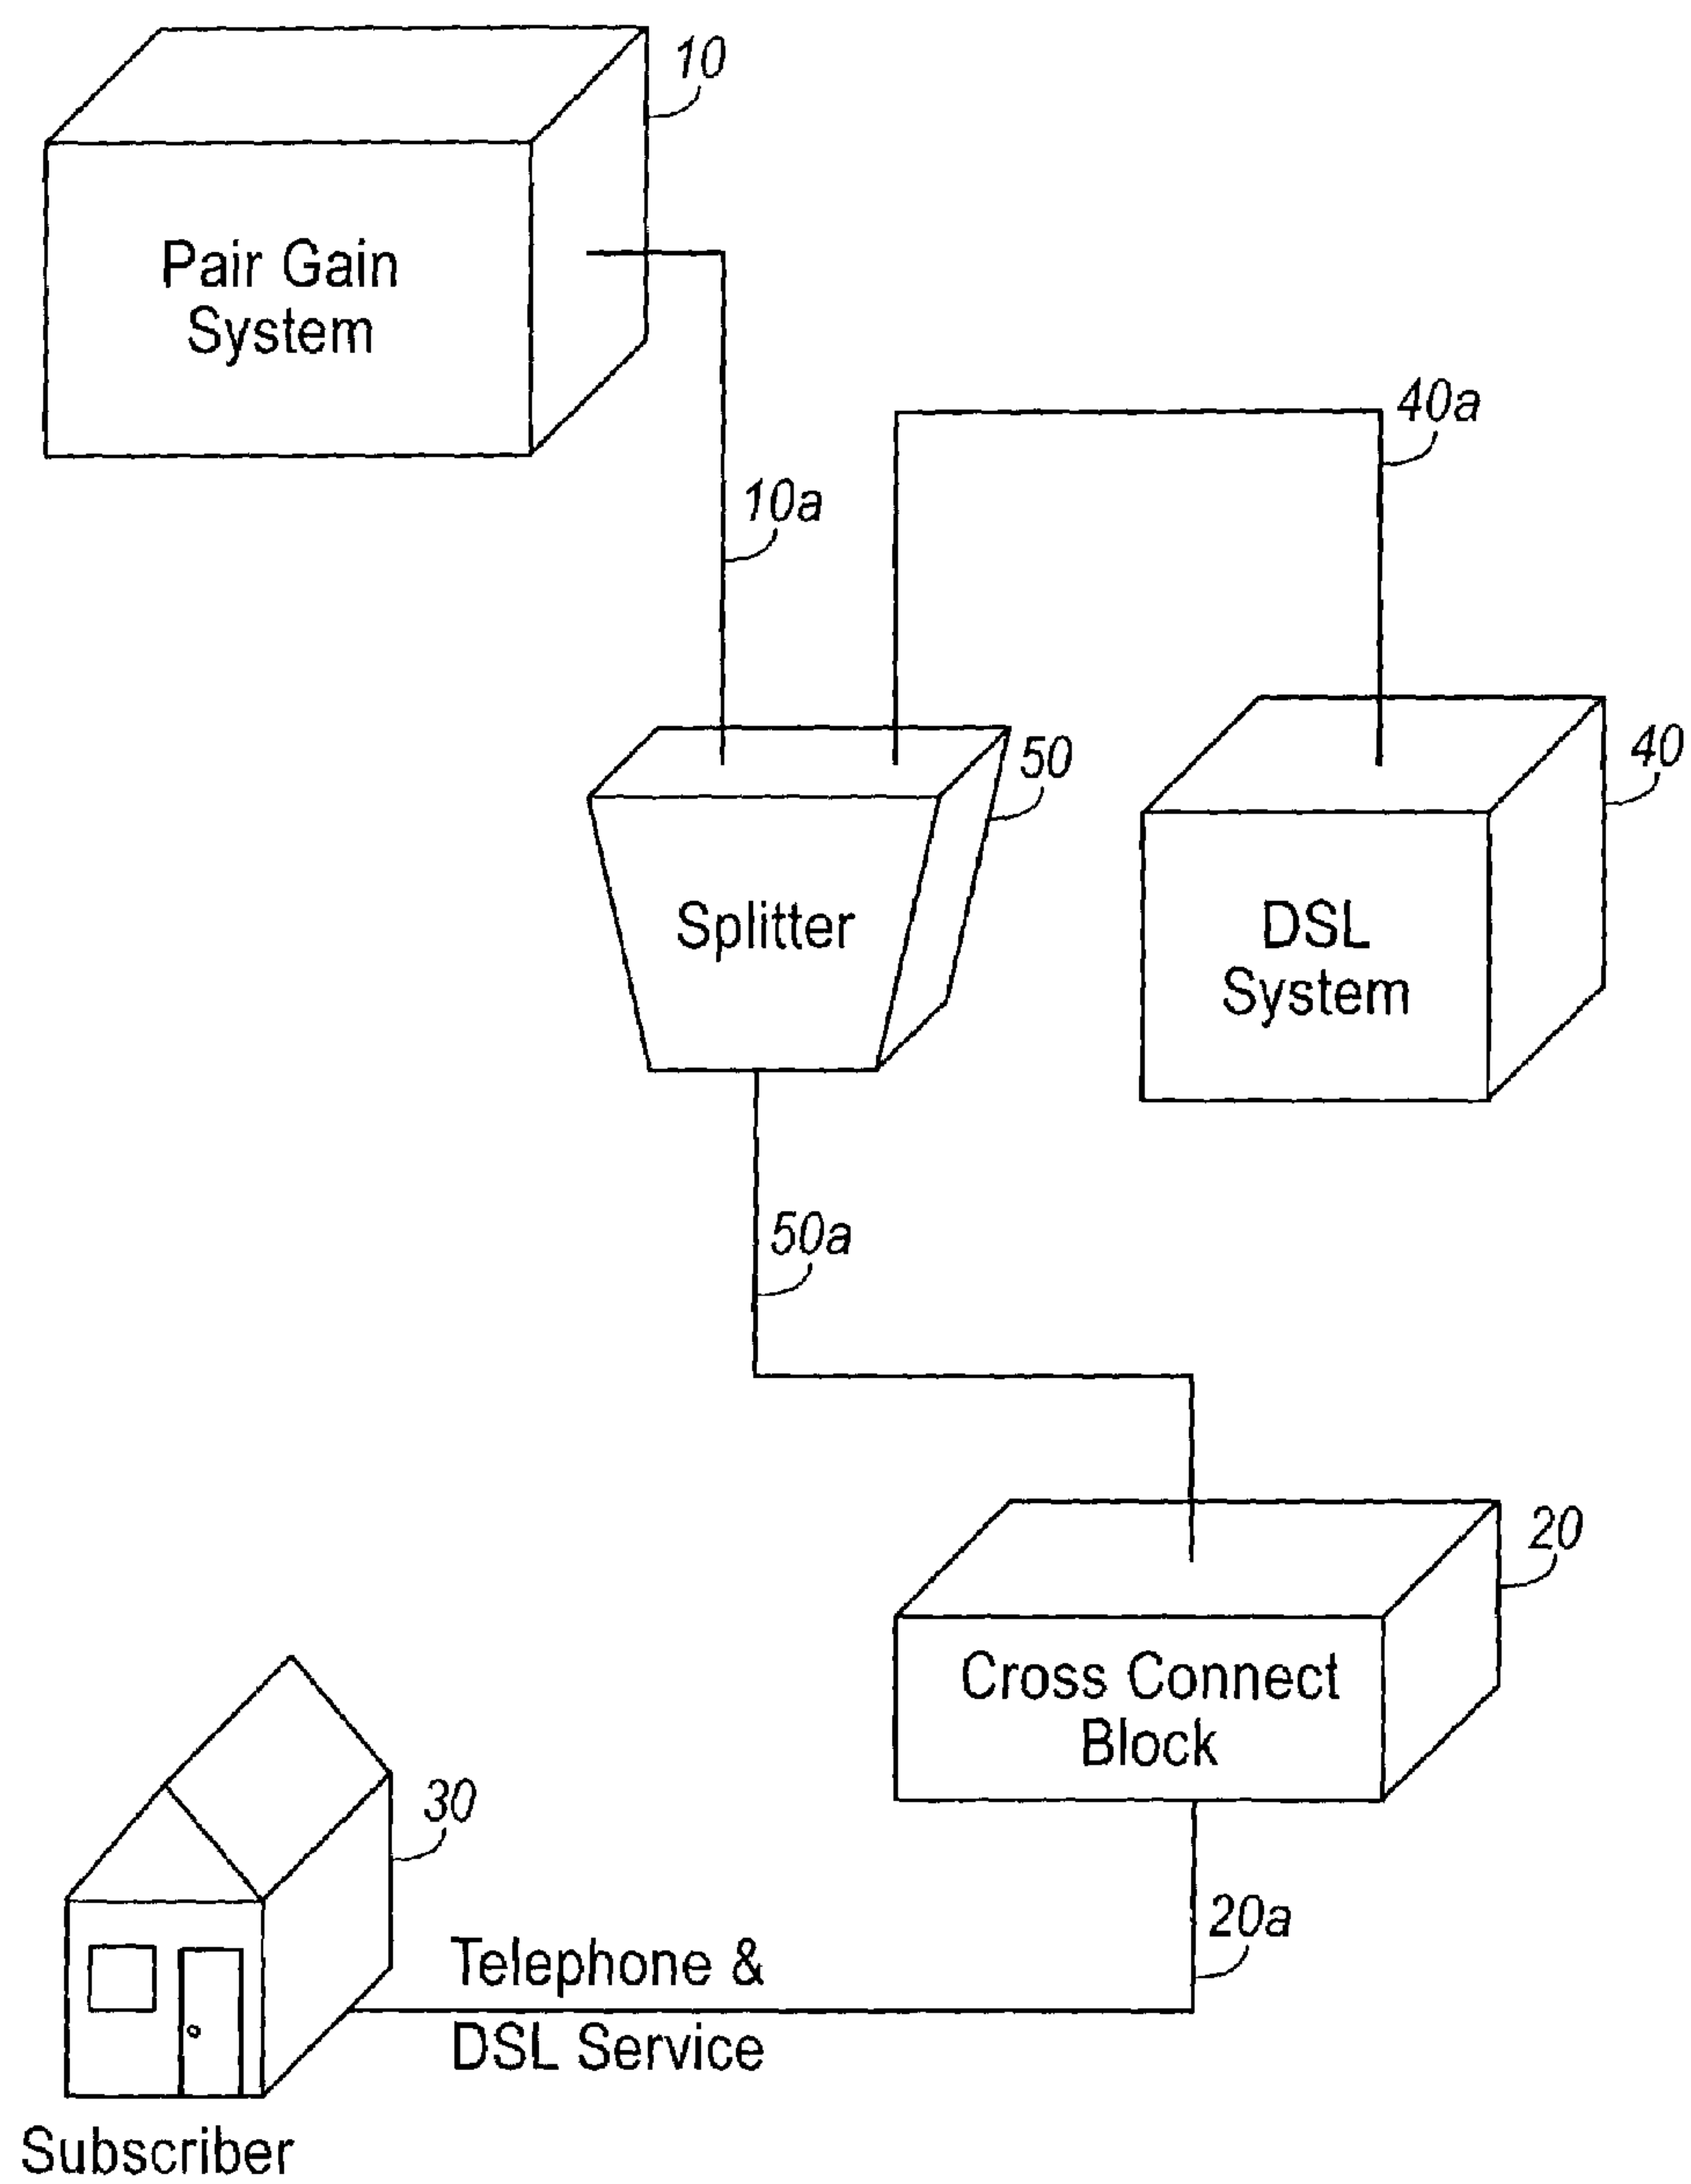 10
Pair Gain
System
40a
10a
50
40
Splitter
DSL
System
50a
20
Cross Connect
Block
30
20a
Telephone &
DSL Service
Subscriber